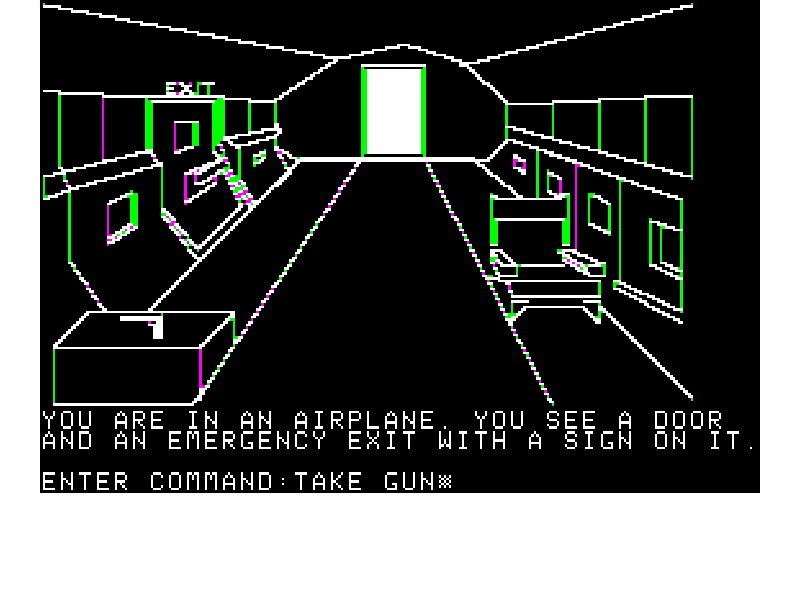 EXIT
YOU ARE IN AN AIRPLANE. YOU SEE A DOOR
AND AN EMERGENCY EXIT WITH A SIGN ON IT.
ENTER COMMAND:TAKE GUN